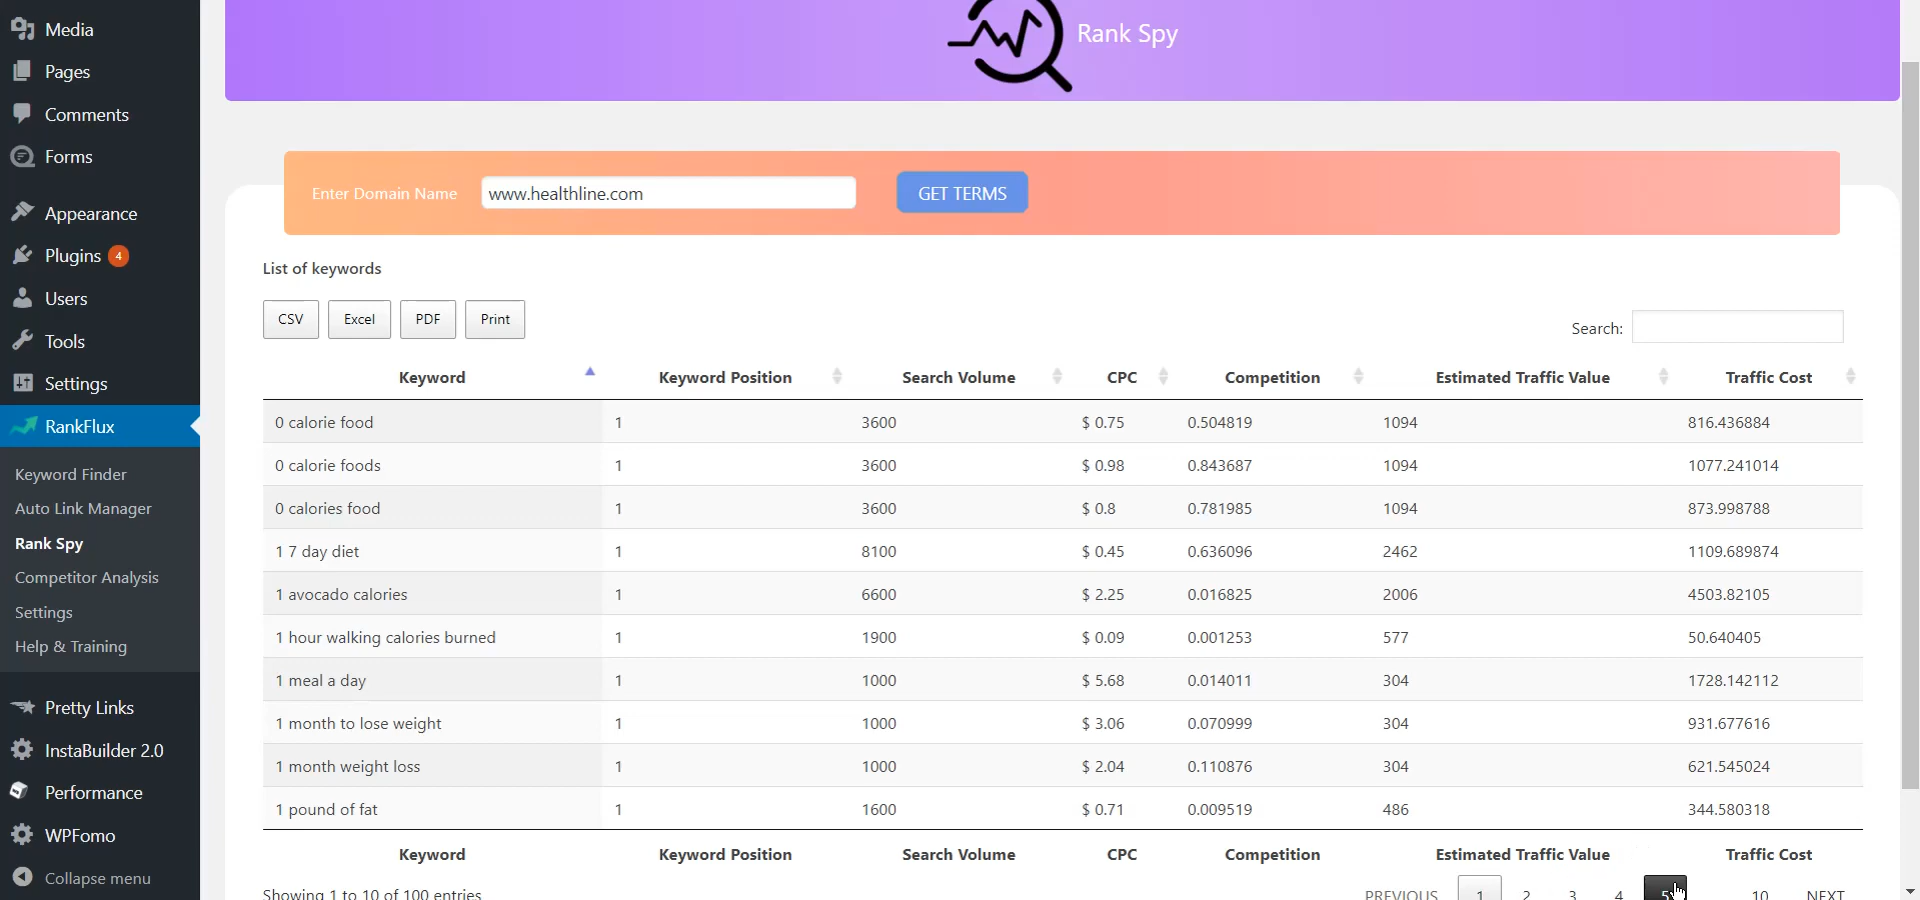 Media
Pages
Comments
Forms
Appearance
Plugins 4
Users
Tools
Settings
RankFlux
Keyword Finder
Auto Link Manager
Rank Spy
Competitor Analysis
Settings
Help & Training
Pretty Links
InstaBuilder 2.0
Performance
WPFomo
Collapse menu
Rank Spy
Enter Domain Name www.healthline.com GET TERMS
List of keywords
CSV Excel PDF Print
Search:
Keyword Keyword Position Search Volume CPC Competition Estimated Traffic Value Traffic Cost
0 calorie food 1 3600 $ 0.75 0.504819 1094 816.436884
0 calorie foods 1 3600 $ 0.98 0.843687 1094 1077.241014
0 calories food 1 3600 $ 0.8 0.781985 1094 873.998788
1 7 day diet 1 8100 $ 0.45 0.636096 2462 1109.689874
1 avocado calories 1 6600 $ 2.25 0.016825 2006 4503.82105
1 hour walking calories burned 1 1900 $ 0.09 0.001253 577 50.640405
1 meal a day 1 1000 $ 5.68 0.014011 304 1728.142112
1 month to lose weight 1 1000 $ 3.06 0.070999 304 931.677616
1 month weight loss 1 1000 $ 2.04 0.110876 304 621.545024
1 pound of fat 1 1600 $ 0.71 0.009519 486 344.580318
Keyword Keyword Position Search Volume CPC Competition Estimated Traffic Value Traffic Cost
Showing 1 to 10 of 100 entries PREVIOUS 1 2 3 4 5 10 NEXT